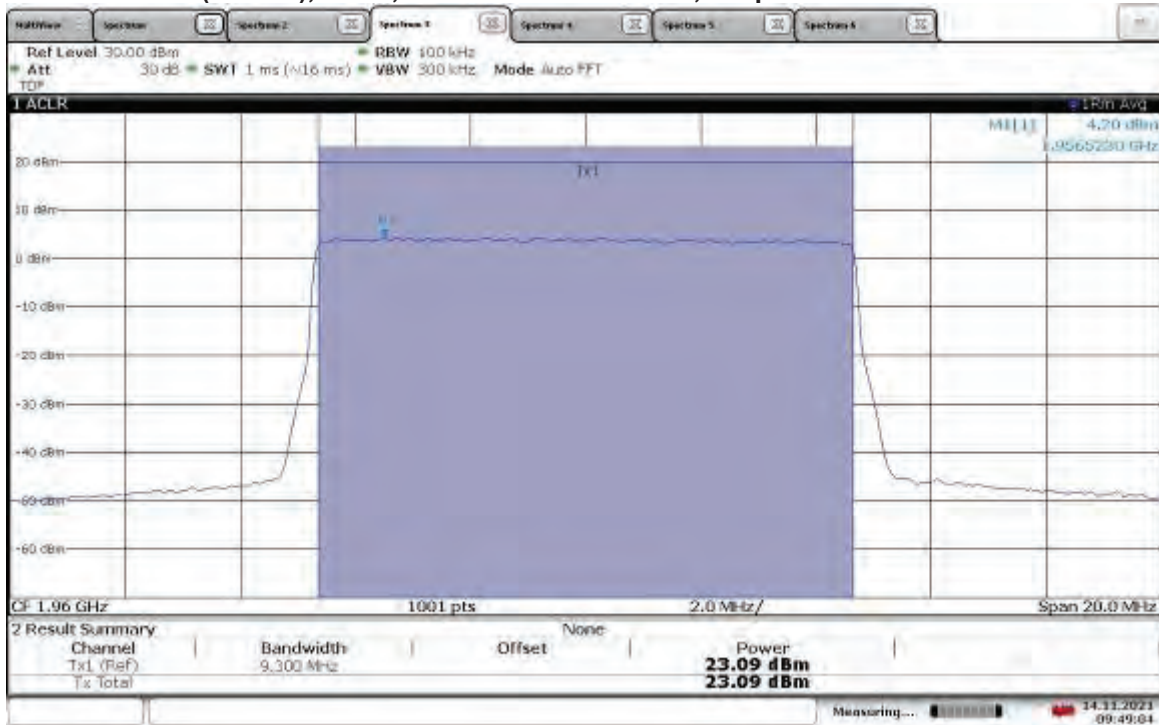 MultiView Spectrum Spectrum 2 Spectrum 3 Spectrum 4 Spectrum 5 Spectrum 6
Ref Level 30.00 dBm RBW 100 kHz
Att 30 dB SWT 1 ms (~16 ms) VBW 300 kHz Mode Auto FFT
TDF
1 ACLR 1Rm Avg
M1[1] 4.20 dBm
1.9565230 GHz
20 dBm
Tx1
10 dBm
0 dBm
-10 dBm
-20 dBm
-30 dBm
-40 dBm
-50 dBm
-60 dBm
CF 1.96 GHz 1001 pts 2.0 MHz/ Span 20.0 MHz
2 Result Summary None
Channel Bandwidth Offset Power
Tx1 (Ref) 9.300 MHz 23.09 dBm
Tx Total 23.09 dBm
Measuring... 14.11.2021
09:49:04